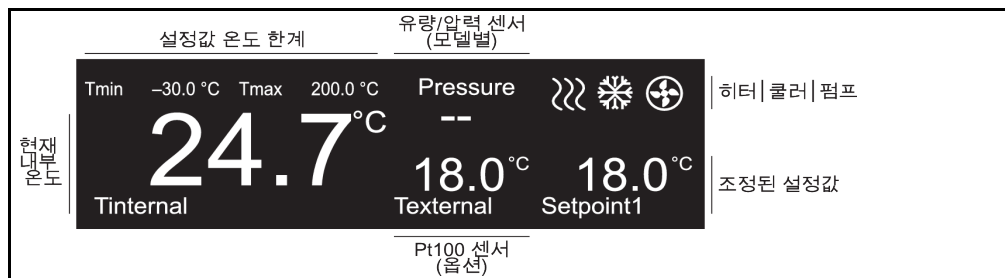 설정값 온도 한계
유량/압력 센서
(모델별)
Tmin –30.0 °C Tmax 200.0 °C
Pressure
히터|쿨러|펌프
--
24.7°C
현재
내부
온도
18.0°C
18.0°C
조정된 설정값
Tinternal
Texternal
Setpoint1
Pt100 센서
(옵션)